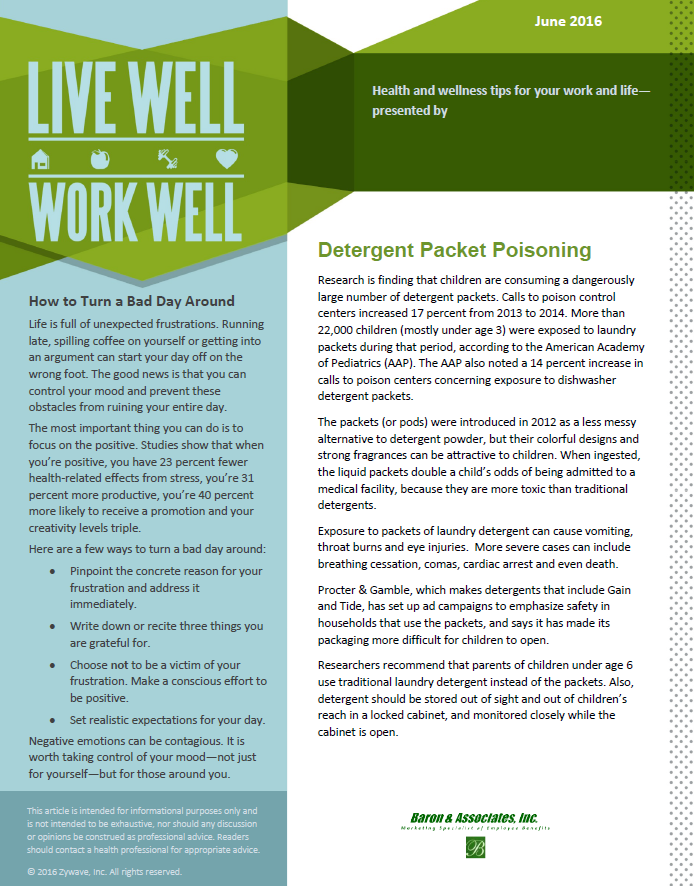 June 2016
LIVE WELL
WORK WELL
Health and wellness tips for your work and life—
presented by
How to Turn a Bad Day Around
Life is full of unexpected frustrations. Running
late, spilling coffee on yourself or getting into
an argument can start your day off on the
wrong foot. The good news is that you can
control your mood and prevent these
obstacles from ruining your entire day.
The most important thing you can do is to
focus on the positive. Studies show that when
you're positive, you have 23 percent fewer
health-related effects from stress, you're 31
percent more productive, you're 40 percent
more likely to receive a promotion and your
creativity levels triple.
Here are a few ways to turn a bad day around:
• Pinpoint the concrete reason for your
frustration and address it
immediately.
• Write down or recite three things you
are grateful for.
• Choose not to be a victim of your
frustration. Make a conscious effort to
be positive.
• Set realistic expectations for your day.
Negative emotions can be contagious. It is
worth taking control of your mood—not just
for yourself—but for those around you.
This article is intended for informational purposes only and
is not intended to be exhaustive, nor should any discussion
or opinions be construed as professional advice. Readers
should contact a health professional for appropriate advice.
© 2016 Zywave, Inc. All rights reserved.
Detergent Packet Poisoning
Research is finding that children are consuming a dangerously
large number of detergent packets. Calls to poison control
centers increased 17 percent from 2013 to 2014. More than
22,000 children (mostly under age 3) were exposed to laundry
packets during that period, according to the American Academy
of Pediatrics (AAP). The AAP also noted a 14 percent increase in
calls to poison centers concerning exposure to dishwasher
detergent packets.
The packets (or pods) were introduced in 2012 as a less messy
alternative to detergent powder, but their colorful designs and
strong fragrances can be attractive to children. When ingested,
the liquid packets double a child's odds of being admitted to a
medical facility, because they are more toxic than traditional
detergents.
Exposure to packets of laundry detergent can cause vomiting,
throat burns and eye injuries.  More severe cases can include
breathing cessation, comas, cardiac arrest and even death.
Procter & Gamble, which makes detergents that include Gain
and Tide, has set up ad campaigns to emphasize safety in
households that use the packets, and says it has made its
packaging more difficult for children to open.
Researchers recommend that parents of children under age 6
use traditional laundry detergent instead of the packets. Also,
detergent should be stored out of sight and out of children's
reach in a locked cabinet, and monitored closely while the
cabinet is open.
Baron & Associates, Inc.
Marketing Specialist of Employee Benefits
B